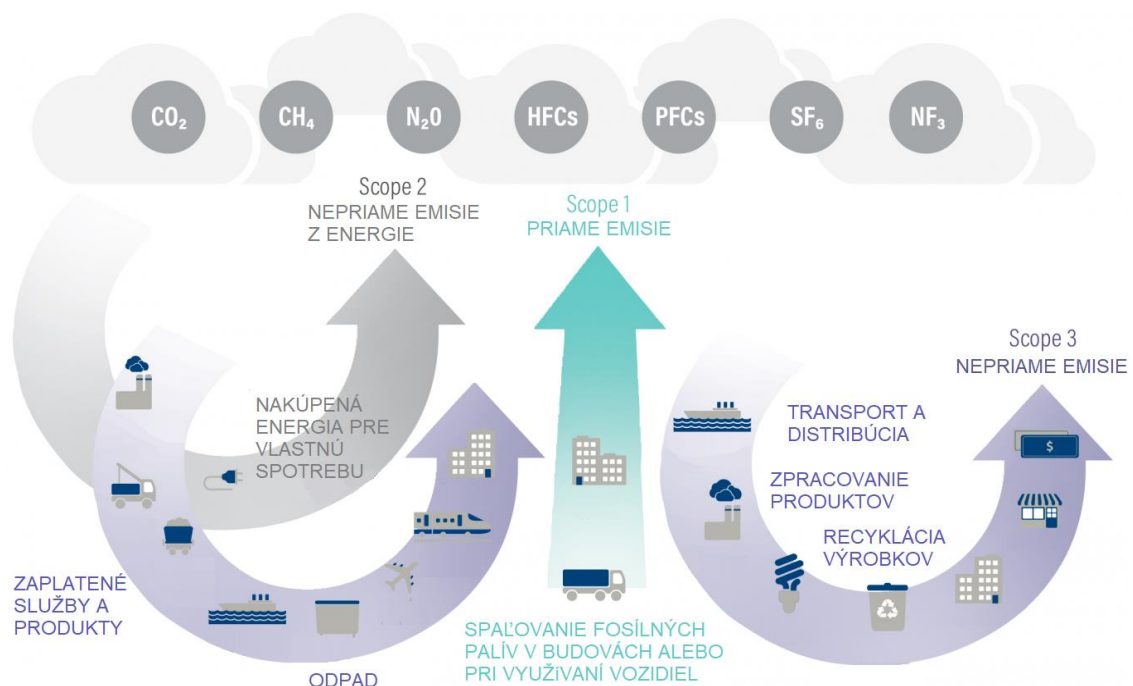 CO₂
CH₄
N₂O
HFCs
PFCs
SF₆
NF₃
Scope 2
NEPRIAME EMISIE
Z ENERGIE
Scope 1
PRIAME EMISIE
Scope 3
NEPRIAME EMISIE
NAKÚPENÁ
ENERGIA PRE
VLASTNÚ
SPOTREBU
TRANSPORT A
DISTRIBÚCIA
$
ZPRACOVANIE
PRODUKTOV
RECYKLÁCIA
VÝROBKOV
ZAPLATENÉ
SLUŽBY A
PRODUKTY
ODPAD
SPAĽOVANIE FOSÍLNÝCH
PALÍV V BUDOVÁCH ALEBO
PRI VYUŽÍVANÍ VOZIDIEL